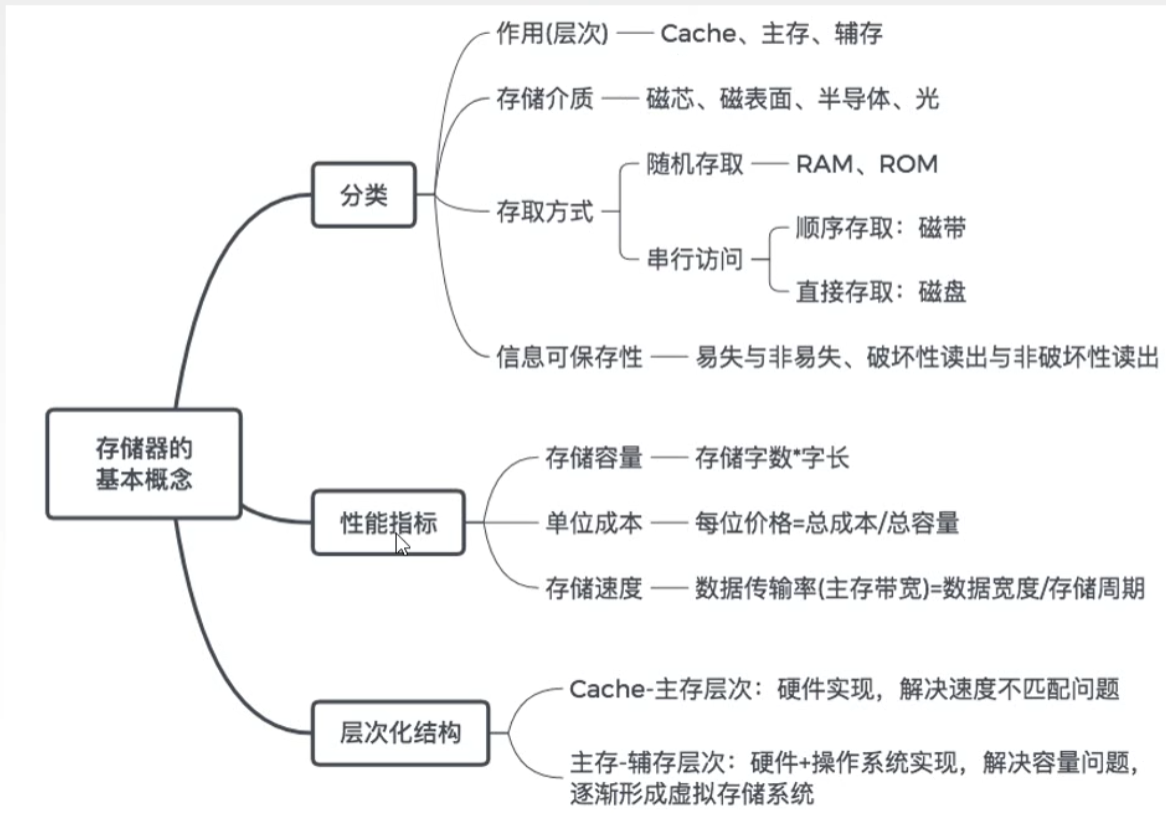 存储器的
基本概念
分类
作用(层次)
Cache、主存、辅存
存储介质
磁芯、磁表面、半导体、光
存取方式
随机存取
RAM、ROM
串行访问
顺序存取：磁带
直接存取：磁盘
信息可保存性
易失与非易失、破坏性读出与非破坏性读出
性能指标
存储容量
存储字数*字长
单位成本
每位价格=总成本/总容量
存储速度
数据传输率(主存带宽)=数据宽度/存储周期
层次化结构
Cache-主存层次：硬件实现，解决速度不匹配问题
主存-辅存层次：硬件+操作系统实现，解决容量问题，
逐渐形成虚拟存储系统